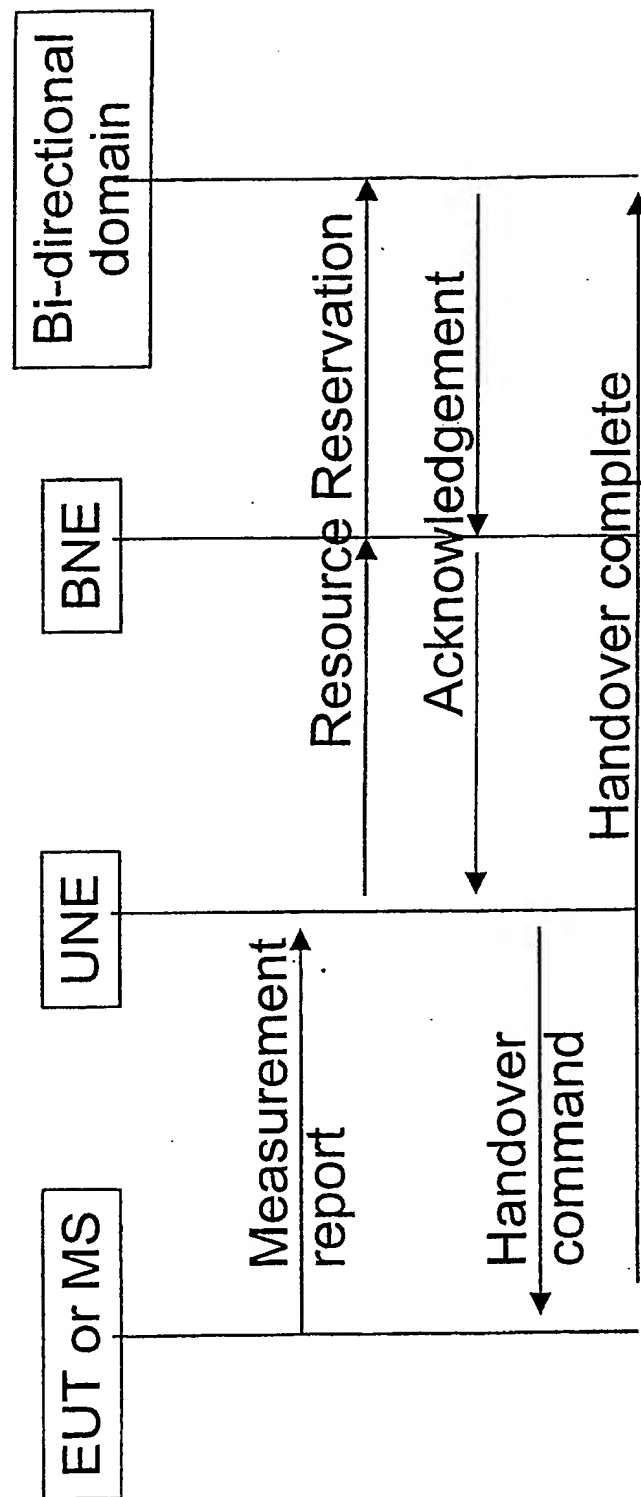 EUT or MS
UNE
BNE
Bi-directional
domain
Measurement
report
Resource Reservation
Acknowledgement
Handover
command
Handover complete